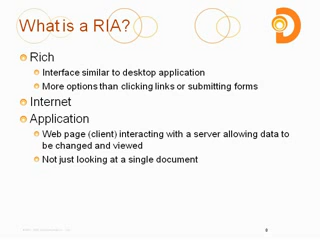 What is a RIA?
Rich
Interface similar to desktop application
More options than clicking links or submitting forms
Internet
Application
Web page (client) interacting with a server allowing data to
be changed and viewed
Not just looking at a single document